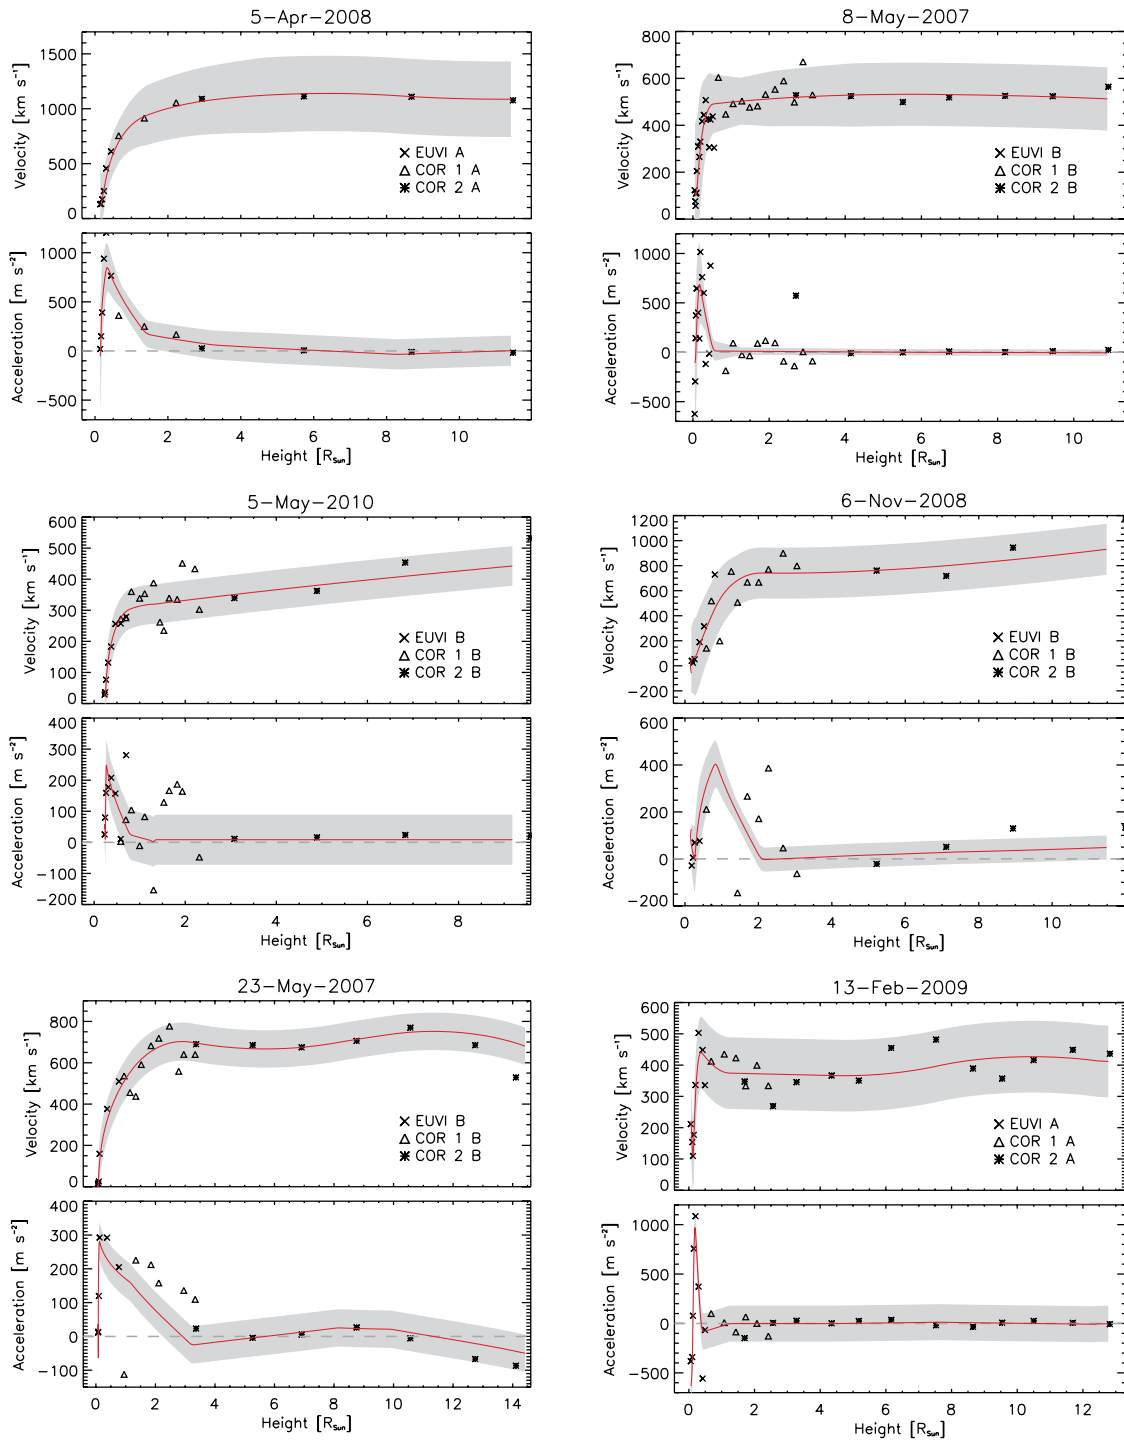 5-Apr-2008
Velocity [km s⁻¹]
1500
1000
500
0
× EUVI A
△ COR 1 A
✳ COR 2 A
Acceleration [m s⁻²]
1000
500
0
-500
0 2 4 6 8 10
Height [RSun]
8-May-2007
Velocity [km s⁻¹]
800
600
400
200
0
× EUVI B
△ COR 1 B
✳ COR 2 B
Acceleration [m s⁻²]
1000
500
0
-500
0 2 4 6 8 10
Height [RSun]
5-May-2010
Velocity [km s⁻¹]
600
500
400
300
200
100
0
× EUVI B
△ COR 1 B
✳ COR 2 B
Acceleration [m s⁻²]
400
300
200
100
0
-100
-200
0 2 4 6 8
Height [RSun]
6-Nov-2008
Velocity [km s⁻¹]
1200
1000
800
600
400
200
0
-200
× EUVI B
△ COR 1 B
✳ COR 2 B
Acceleration [m s⁻²]
600
400
200
0
-200
0 2 4 6 8 10
Height [RSun]
23-May-2007
Velocity [km s⁻¹]
800
600
400
200
0
× EUVI B
△ COR 1 B
✳ COR 2 B
Acceleration [m s⁻²]
400
300
200
100
0
-100
0 2 4 6 8 10 12 14
Height [RSun]
13-Feb-2009
Velocity [km s⁻¹]
600
500
400
300
200
100
0
× EUVI A
△ COR 1 A
✳ COR 2 A
Acceleration [m s⁻²]
1000
500
0
-500
0 2 4 6 8 10 12
Height [RSun]